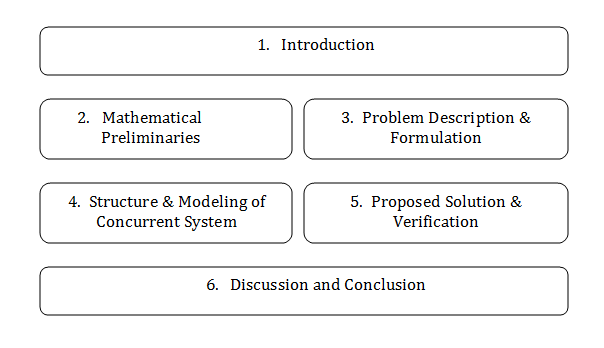 1. Introduction
2. Mathematical
Preliminaries
3. Problem Description &
Formulation
4. Structure & Modeling of
Concurrent System
5. Proposed Solution &
Verification
6. Discussion and Conclusion